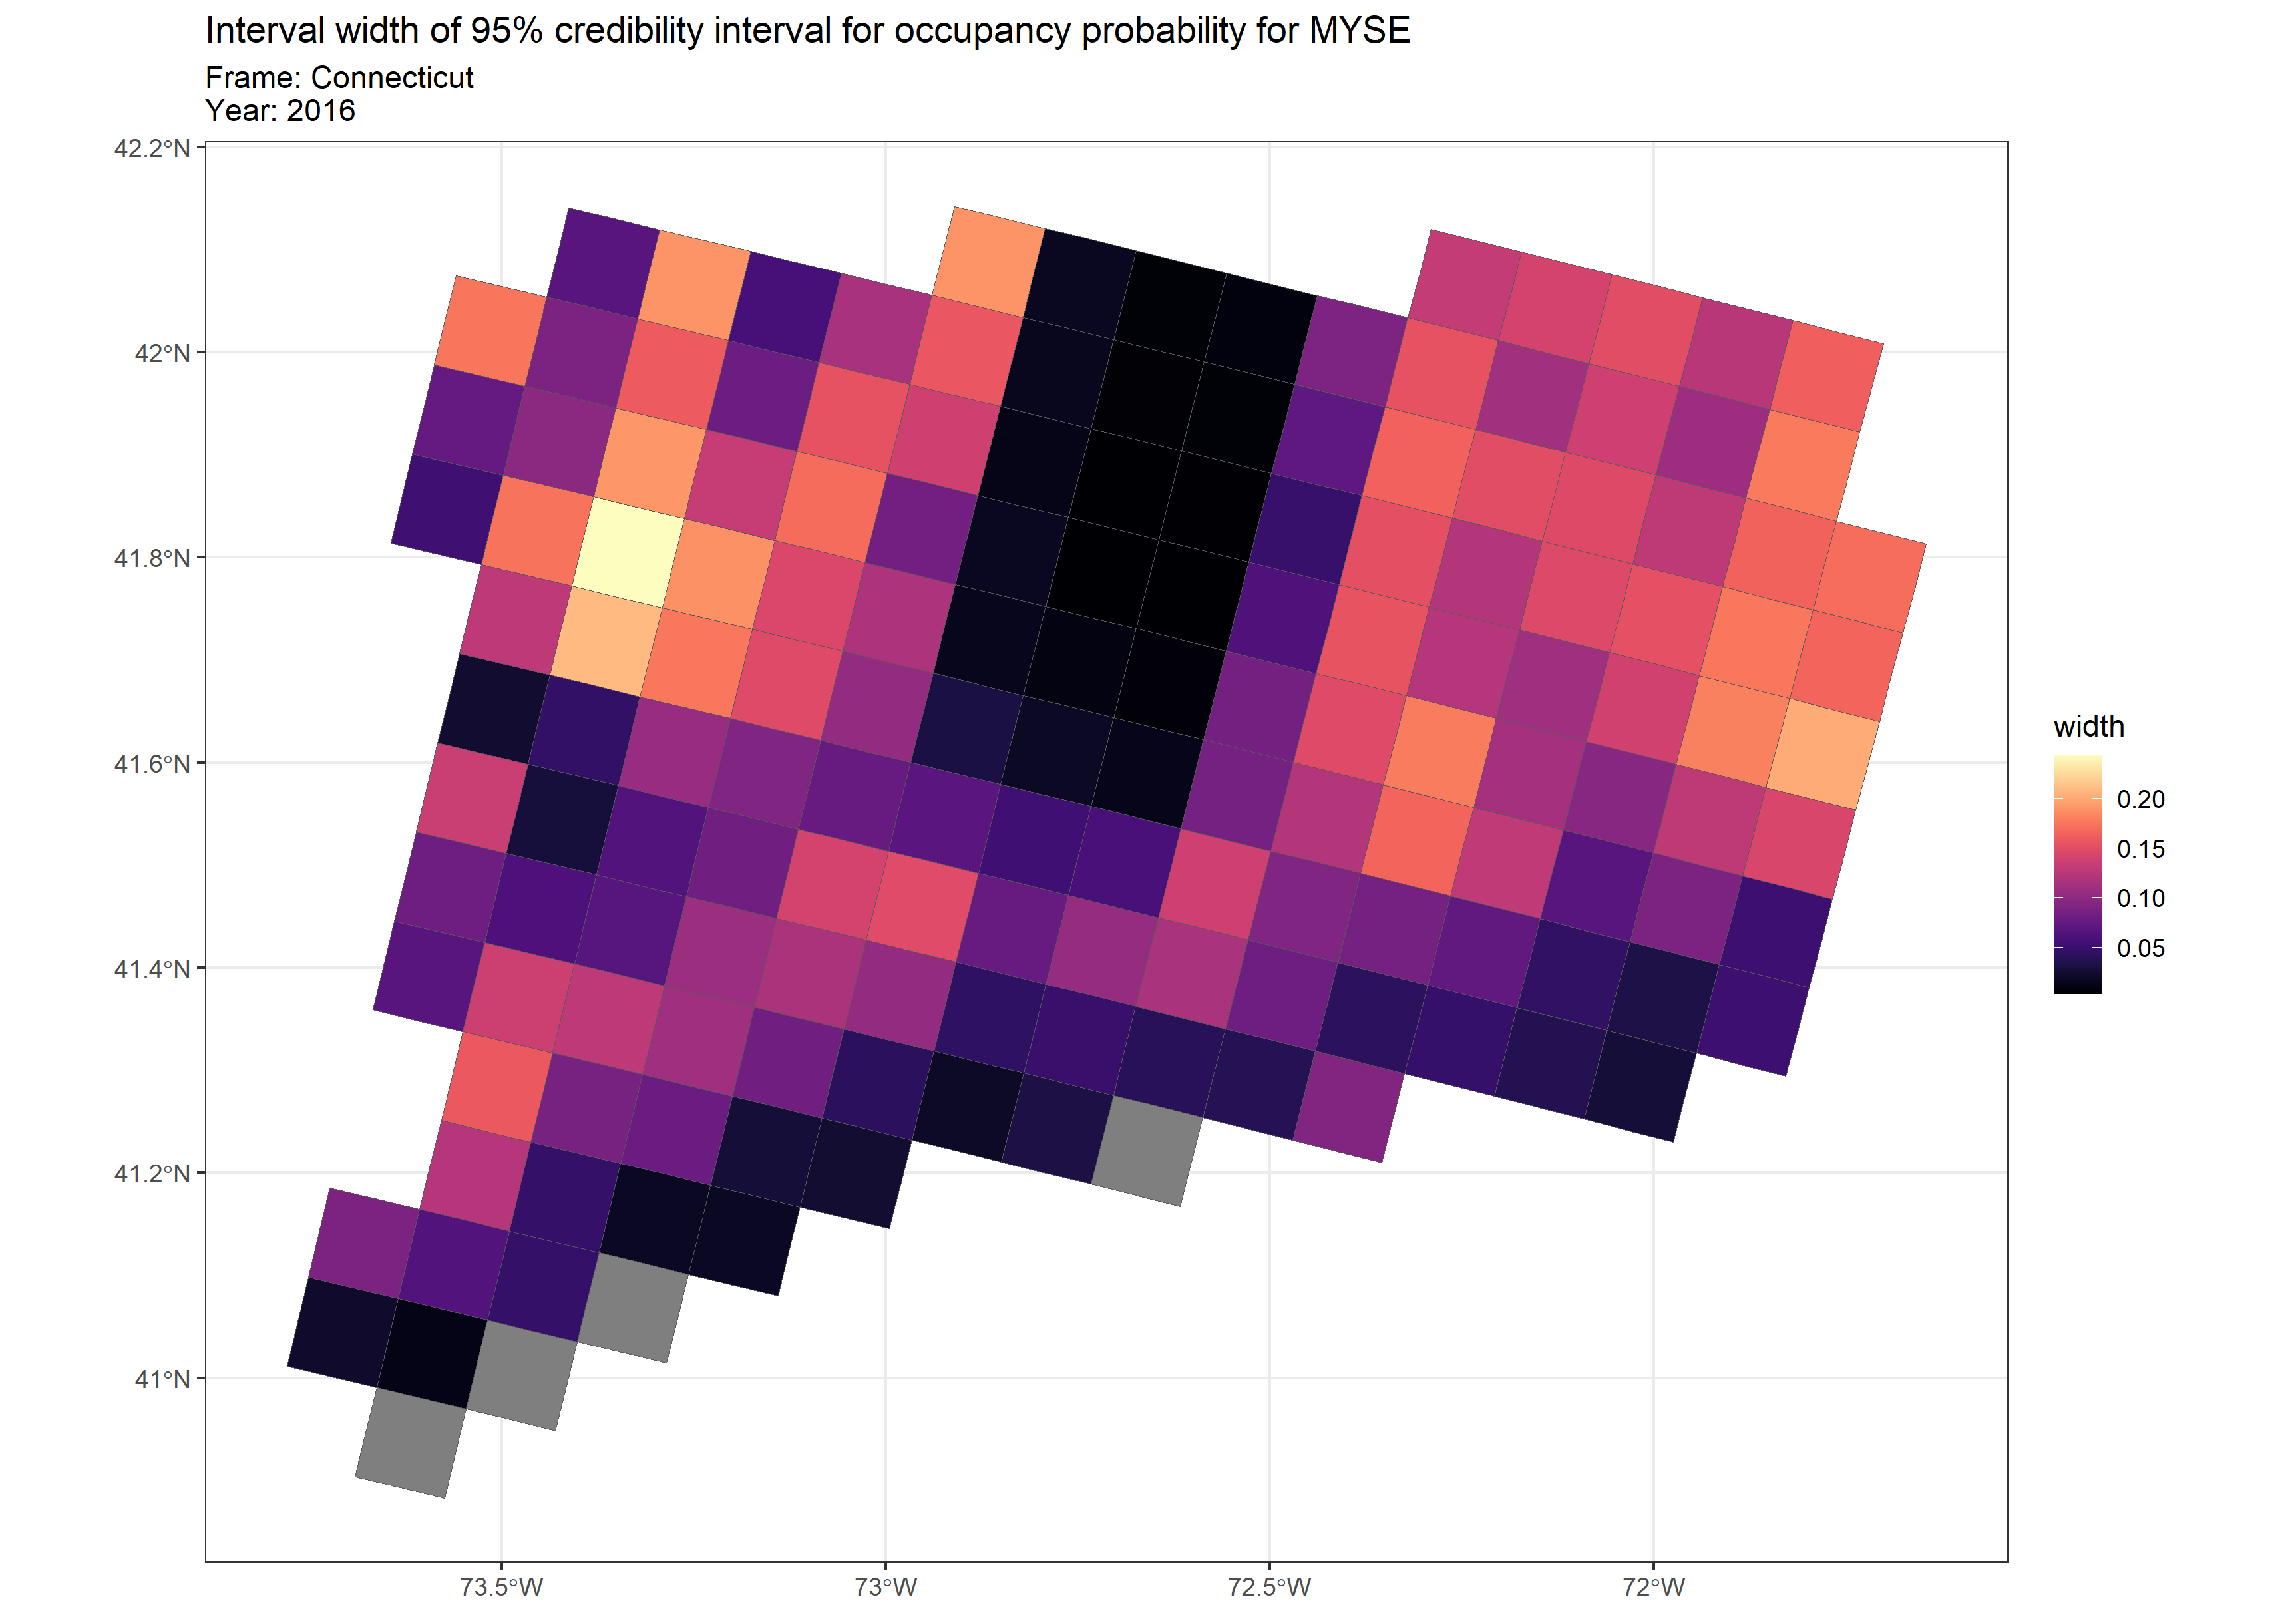 Interval width of 95% credibility interval for occupancy probability for MYSE
Frame: Connecticut
Year: 2016
42.2°N
42°N
41.8°N
41.6°N
41.4°N
41.2°N
41°N
73.5°W
73°W
72.5°W
72°W
width
0.20
0.15
0.10
0.05